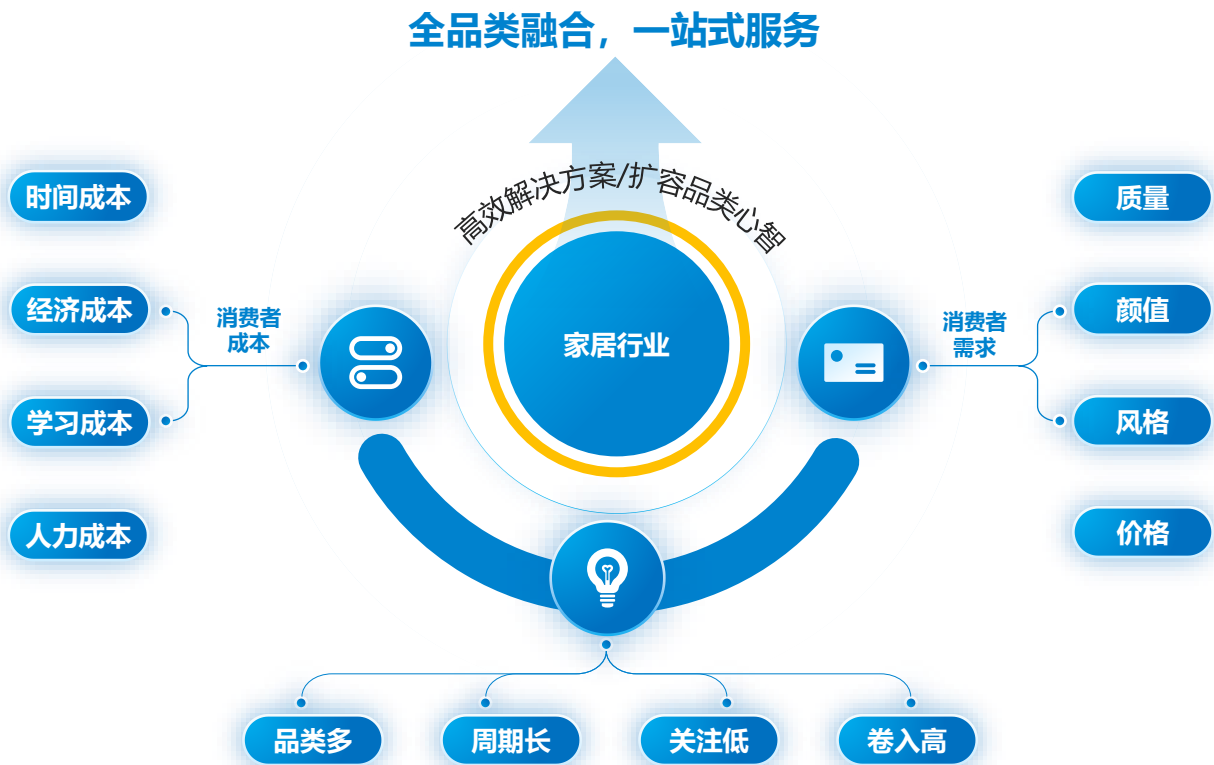 全品类融合，一站式服务
高效解决方案/扩容品类心智
家居行业
消费者
成本
时间成本
经济成本
学习成本
人力成本
消费者
需求
质量
颜值
风格
价格
品类多
周期长
关注低
卷入高